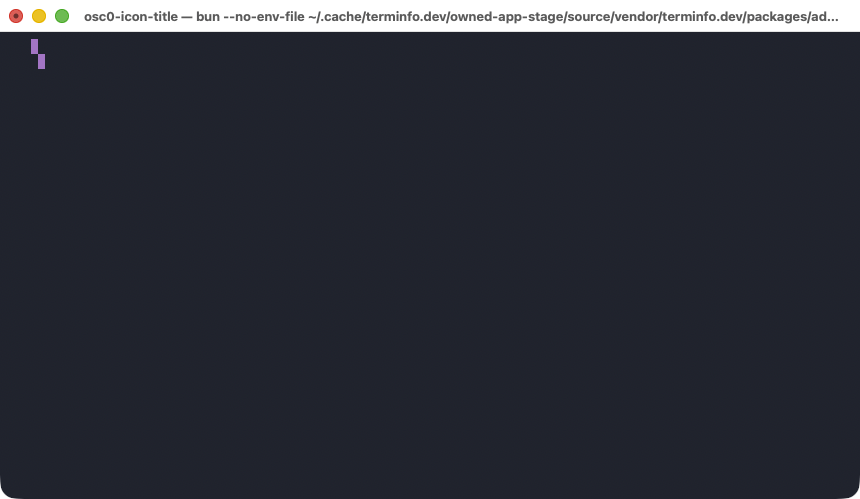 osc0-icon-title — bun --no-env-file ~/.cache/terminfo.dev/owned-app-stage/source/vendor/terminfo.dev/packages/ad...